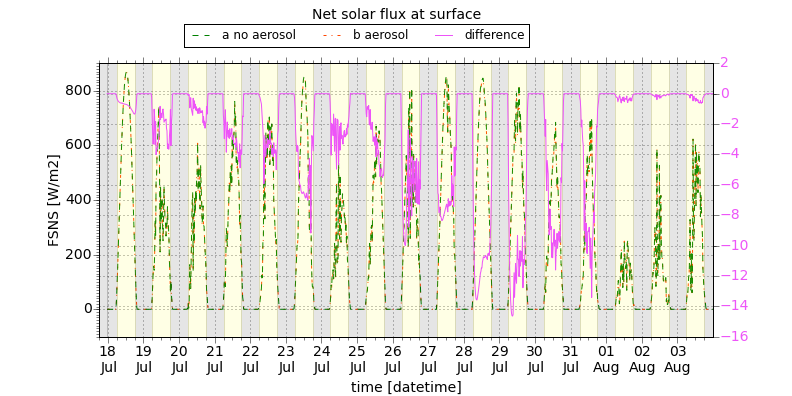 Net solar flux at surface
a no aerosol b aerosol difference
FSNS [W/m2]
800
600
400
200
0
2
0
−2
−4
−6
−8
−10
−12
−14
−16
18 19 20 21 22 23 24 25 26 27 28 29 30 31 01 02 03
Jul Jul Jul Jul Jul Jul Jul Jul Jul Jul Jul Jul Jul Jul Aug Aug Aug
time [datetime]